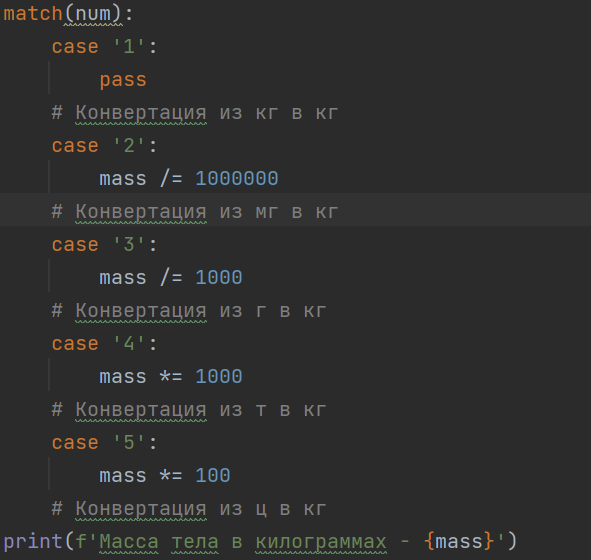 match(num):
    case '1':
        pass
    # Конвертация из кг в кг
    case '2':
        mass /= 1000000
    # Конвертация из мг в кг
    case '3':
        mass /= 1000
    # Конвертация из г в кг
    case '4':
        mass *= 1000
    # Конвертация из т в кг
    case '5':
        mass *= 100
    # Конвертация из ц в кг
print(f'Масса тела в килограммах - {mass}')